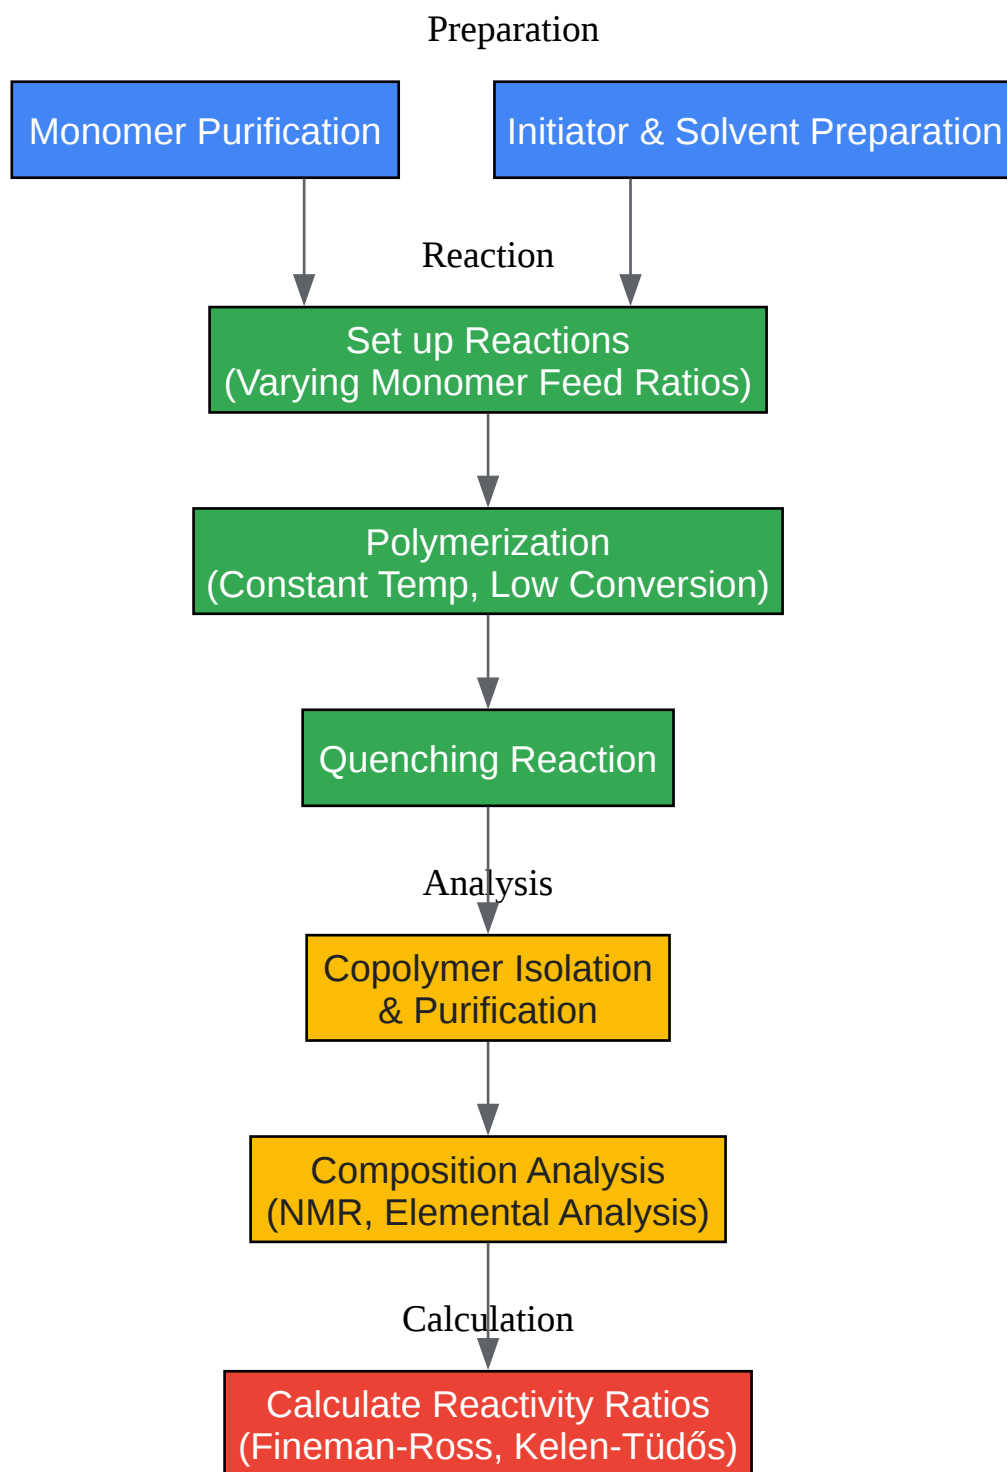 Preparation
Monomer Purification
Initiator & Solvent Preparation
Reaction
Set up Reactions
(Varying Monomer Feed Ratios)
Polymerization
(Constant Temp, Low Conversion)
Quenching Reaction
Analysis
Copolymer Isolation
& Purification
Composition Analysis
(NMR, Elemental Analysis)
Calculation
Calculate Reactivity Ratios
(Fineman-Ross, Kelen-Tüdős)